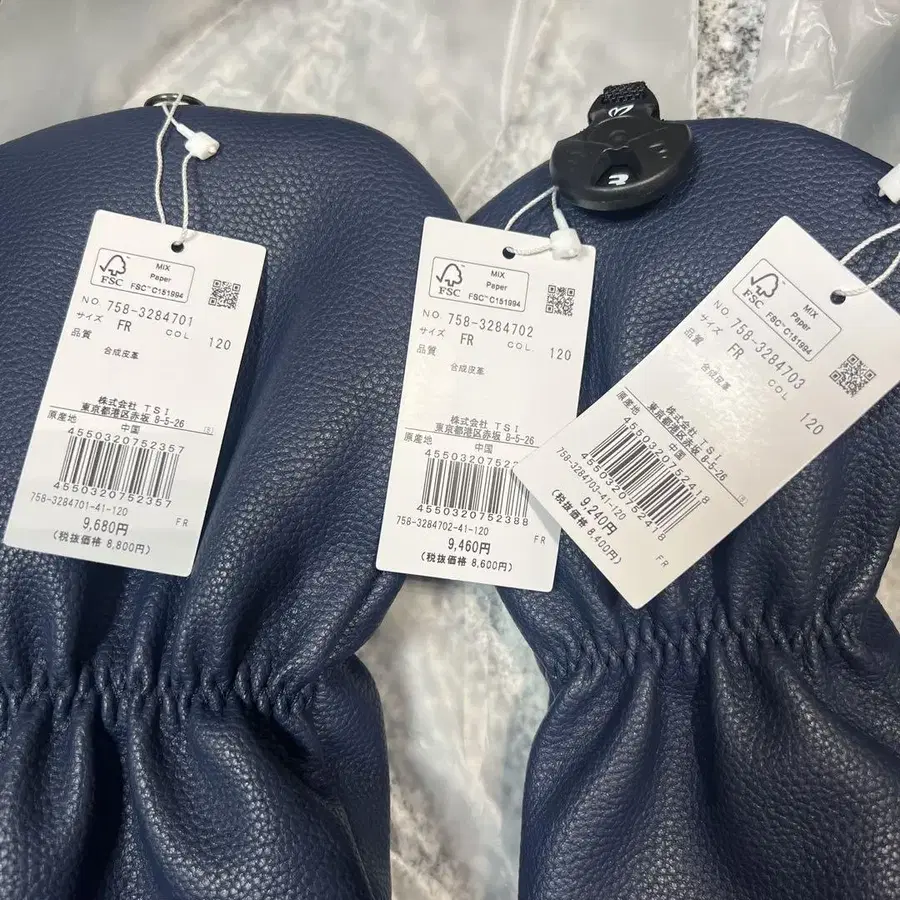 FSC
MIX
Paper
FSC™ C151994
NO. 758-3284701
サイズ FR COL 120
品質
合成皮革
株式会社 TSI
東京都港区赤坂 8-5-26
原産地 中国
4550320752357
4550320752357
758-3284701-41-120
FR
9,680円
(税抜価格 8,800円)
FSC
MIX
Paper
FSC™ C151994
NO. 758-3284702
サイズ FR COL 120
品質
合成皮革
株式会社 TSI
東京都港区赤坂 8-5-26
原産地 中国
4550320752
4550320752388
758-3284702-41-120
FR
9,460円
(税抜価格 8,600円)
FSC
MIX
Paper
FSC™ C151994
NO. 758-3284703
サイズ FR COL 120
品質
合成皮革
株式会社 TSI
東京都港区赤坂 8-5-26
原産地 中国
4550320752418
4550320752418
758-3284703-41-120
FR
9,240円
(税抜価格 8,400円)